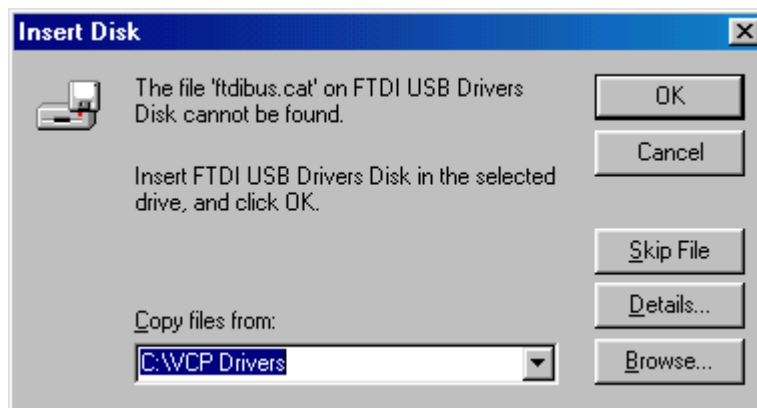 Insert Disk
The file 'ftdibus.cat' on FTDI USB Drivers
Disk cannot be found.
Insert FTDI USB Drivers Disk in the selected
drive, and click OK.
Copy files from:
C:\VCP Drivers
OK
Cancel
Skip File
Details...
Browse...